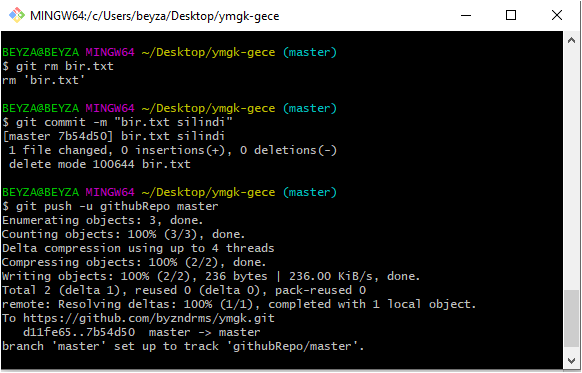 MINGW64:/c/Users/beyza/Desktop/ymgk-gece
BEYZA@BEYZA MINGW64 ~/Desktop/ymgk-gece (master)
$ git rm bir.txt
rm 'bir.txt'
BEYZA@BEYZA MINGW64 ~/Desktop/ymgk-gece (master)
$ git commit -m "bir.txt silindi"
[master 7b54d50] bir.txt silindi
 1 file changed, 0 insertions(+), 0 deletions(-)
 delete mode 100644 bir.txt
BEYZA@BEYZA MINGW64 ~/Desktop/ymgk-gece (master)
$ git push -u githubRepo master
Enumerating objects: 3, done.
Counting objects: 100% (3/3), done.
Delta compression using up to 4 threads
Compressing objects: 100% (2/2), done.
Writing objects: 100% (2/2), 236 bytes | 236.00 KiB/s, done.
Total 2 (delta 1), reused 0 (delta 0), pack-reused 0
remote: Resolving deltas: 100% (1/1), completed with 1 local object.
To https://github.com/byzndrms/ymgk.git
   d11fe65..7b54d50  master -> master
branch 'master' set up to track 'githubRepo/master'.